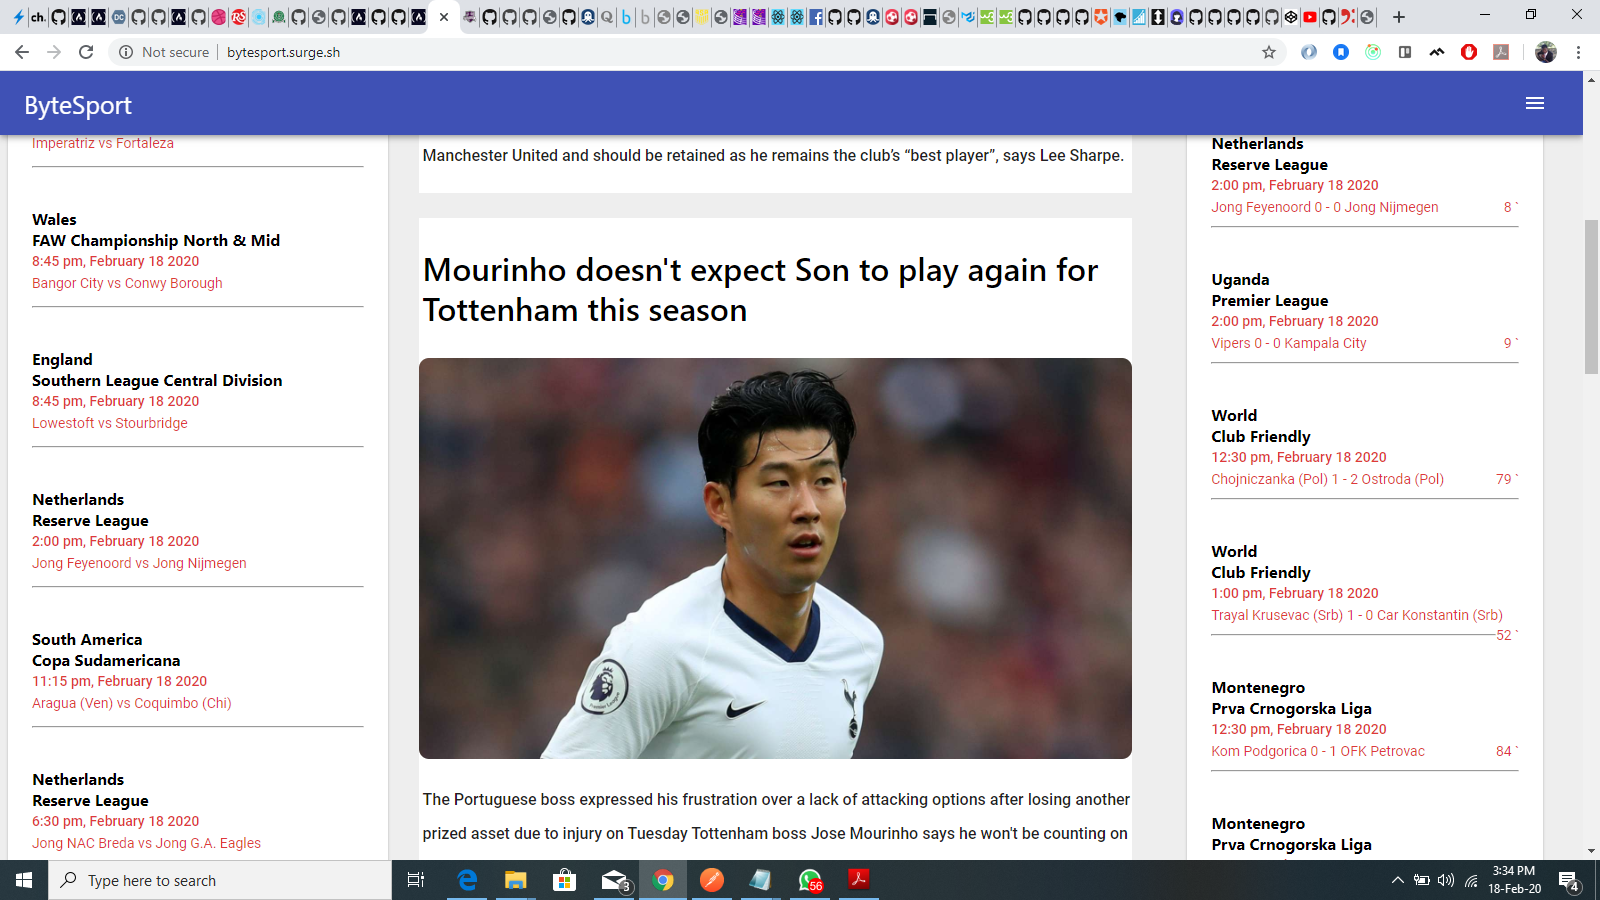 ch.
Not secure
bytesport.surge.sh
ByteSport
Imperatriz vs Fortaleza
Wales
FAW Championship North & Mid
8:45 pm, February 18 2020
Bangor City vs Conwy Borough
England
Southern League Central Division
8:45 pm, February 18 2020
Lowestoft vs Stourbridge
Netherlands
Reserve League
2:00 pm, February 18 2020
Jong Feyenoord vs Jong Nijmegen
South America
Copa Sudamericana
11:15 pm, February 18 2020
Aragua (Ven) vs Coquimbo (Chi)
Netherlands
Reserve League
6:30 pm, February 18 2020
Jong NAC Breda vs Jong G.A. Eagles
Manchester United and should be retained as he remains the club’s “best player”, says Lee Sharpe.
Mourinho doesn't expect Son to play again for
Tottenham this season
The Portuguese boss expressed his frustration over a lack of attacking options after losing another
prized asset due to injury on Tuesday Tottenham boss Jose Mourinho says he won't be counting on
Netherlands
Reserve League
2:00 pm, February 18 2020
Jong Feyenoord 0 - 0 Jong Nijmegen 8 `
Uganda
Premier League
2:00 pm, February 18 2020
Vipers 0 - 0 Kampala City 9 `
World
Club Friendly
12:30 pm, February 18 2020
Chojniczanka (Pol) 1 - 2 Ostroda (Pol) 79 `
World
Club Friendly
1:00 pm, February 18 2020
Trayal Krusevac (Srb) 1 - 0 Car Konstantin (Srb)
52 `
Montenegro
Prva Crnogorska Liga
12:30 pm, February 18 2020
Kom Podgorica 0 - 1 OFK Petrovac 84 `
Montenegro
Prva Crnogorska Liga
Type here to search
3
56
3:34 PM
18-Feb-20
4